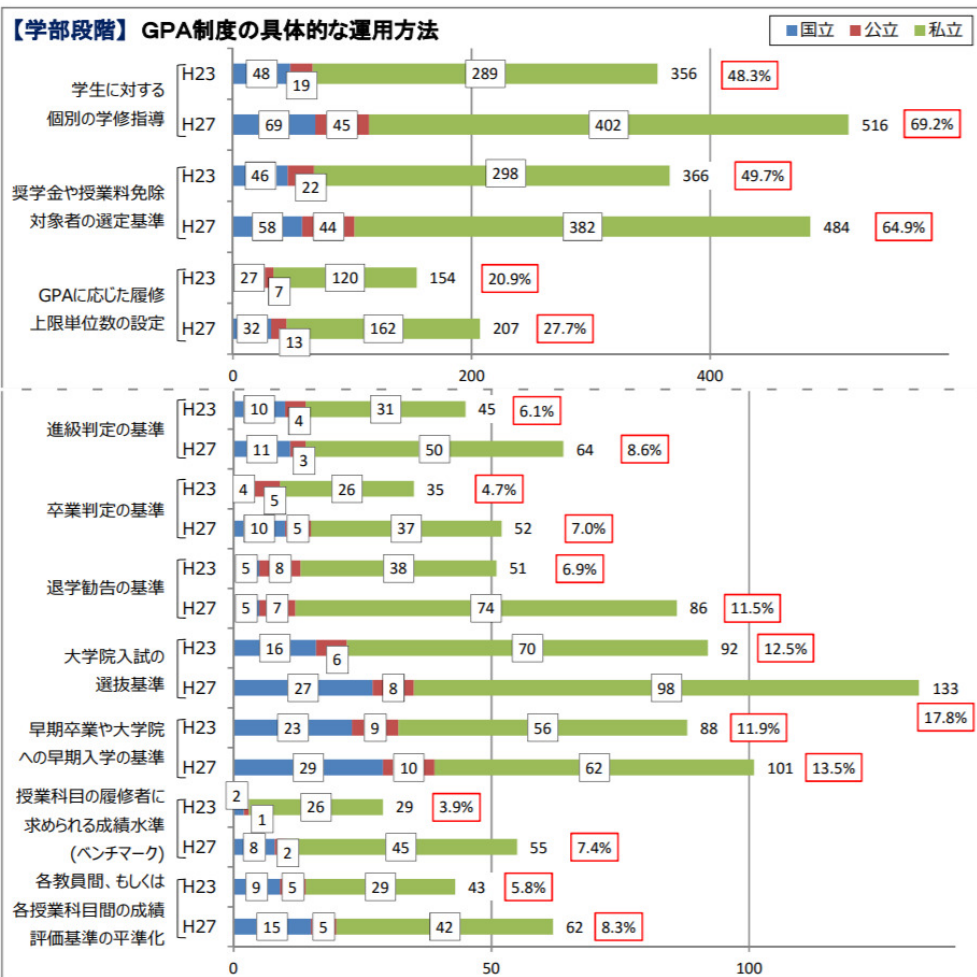 【学部段階】 GPA制度の具体的な運用方法
国立 公立 私立
学生に対する
個別の学修指導
H23 48 19 289 356 48.3%
H27 69 45 402 516 69.2%
奨学金や授業料免除
対象者の選定基準
H23 46 22 298 366 49.7%
H27 58 44 382 484 64.9%
GPAに応じた履修
上限単位数の設定
H23 27 7 120 154 20.9%
H27 32 13 162 207 27.7%
0 200 400
進級判定の基準
H23 10 4 31 45 6.1%
H27 11 3 50 64 8.6%
卒業判定の基準
H23 4 5 26 35 4.7%
H27 10 5 37 52 7.0%
退学勧告の基準
H23 5 8 38 51 6.9%
H27 5 7 74 86 11.5%
大学院入試の
選抜基準
H23 16 6 70 92 12.5%
H27 27 8 98 133 17.8%
早期卒業や大学院
への早期入学の基準
H23 23 9 56 88 11.9%
H27 29 10 62 101 13.5%
授業科目の履修者に
求められる成績水準
(ベンチマーク)
H23 2 1 26 29 3.9%
H27 8 2 45 55 7.4%
各教員間、もしくは
各授業科目間の成績
評価基準の平準化
H23 9 5 29 43 5.8%
H27 15 5 42 62 8.3%
0 50 100